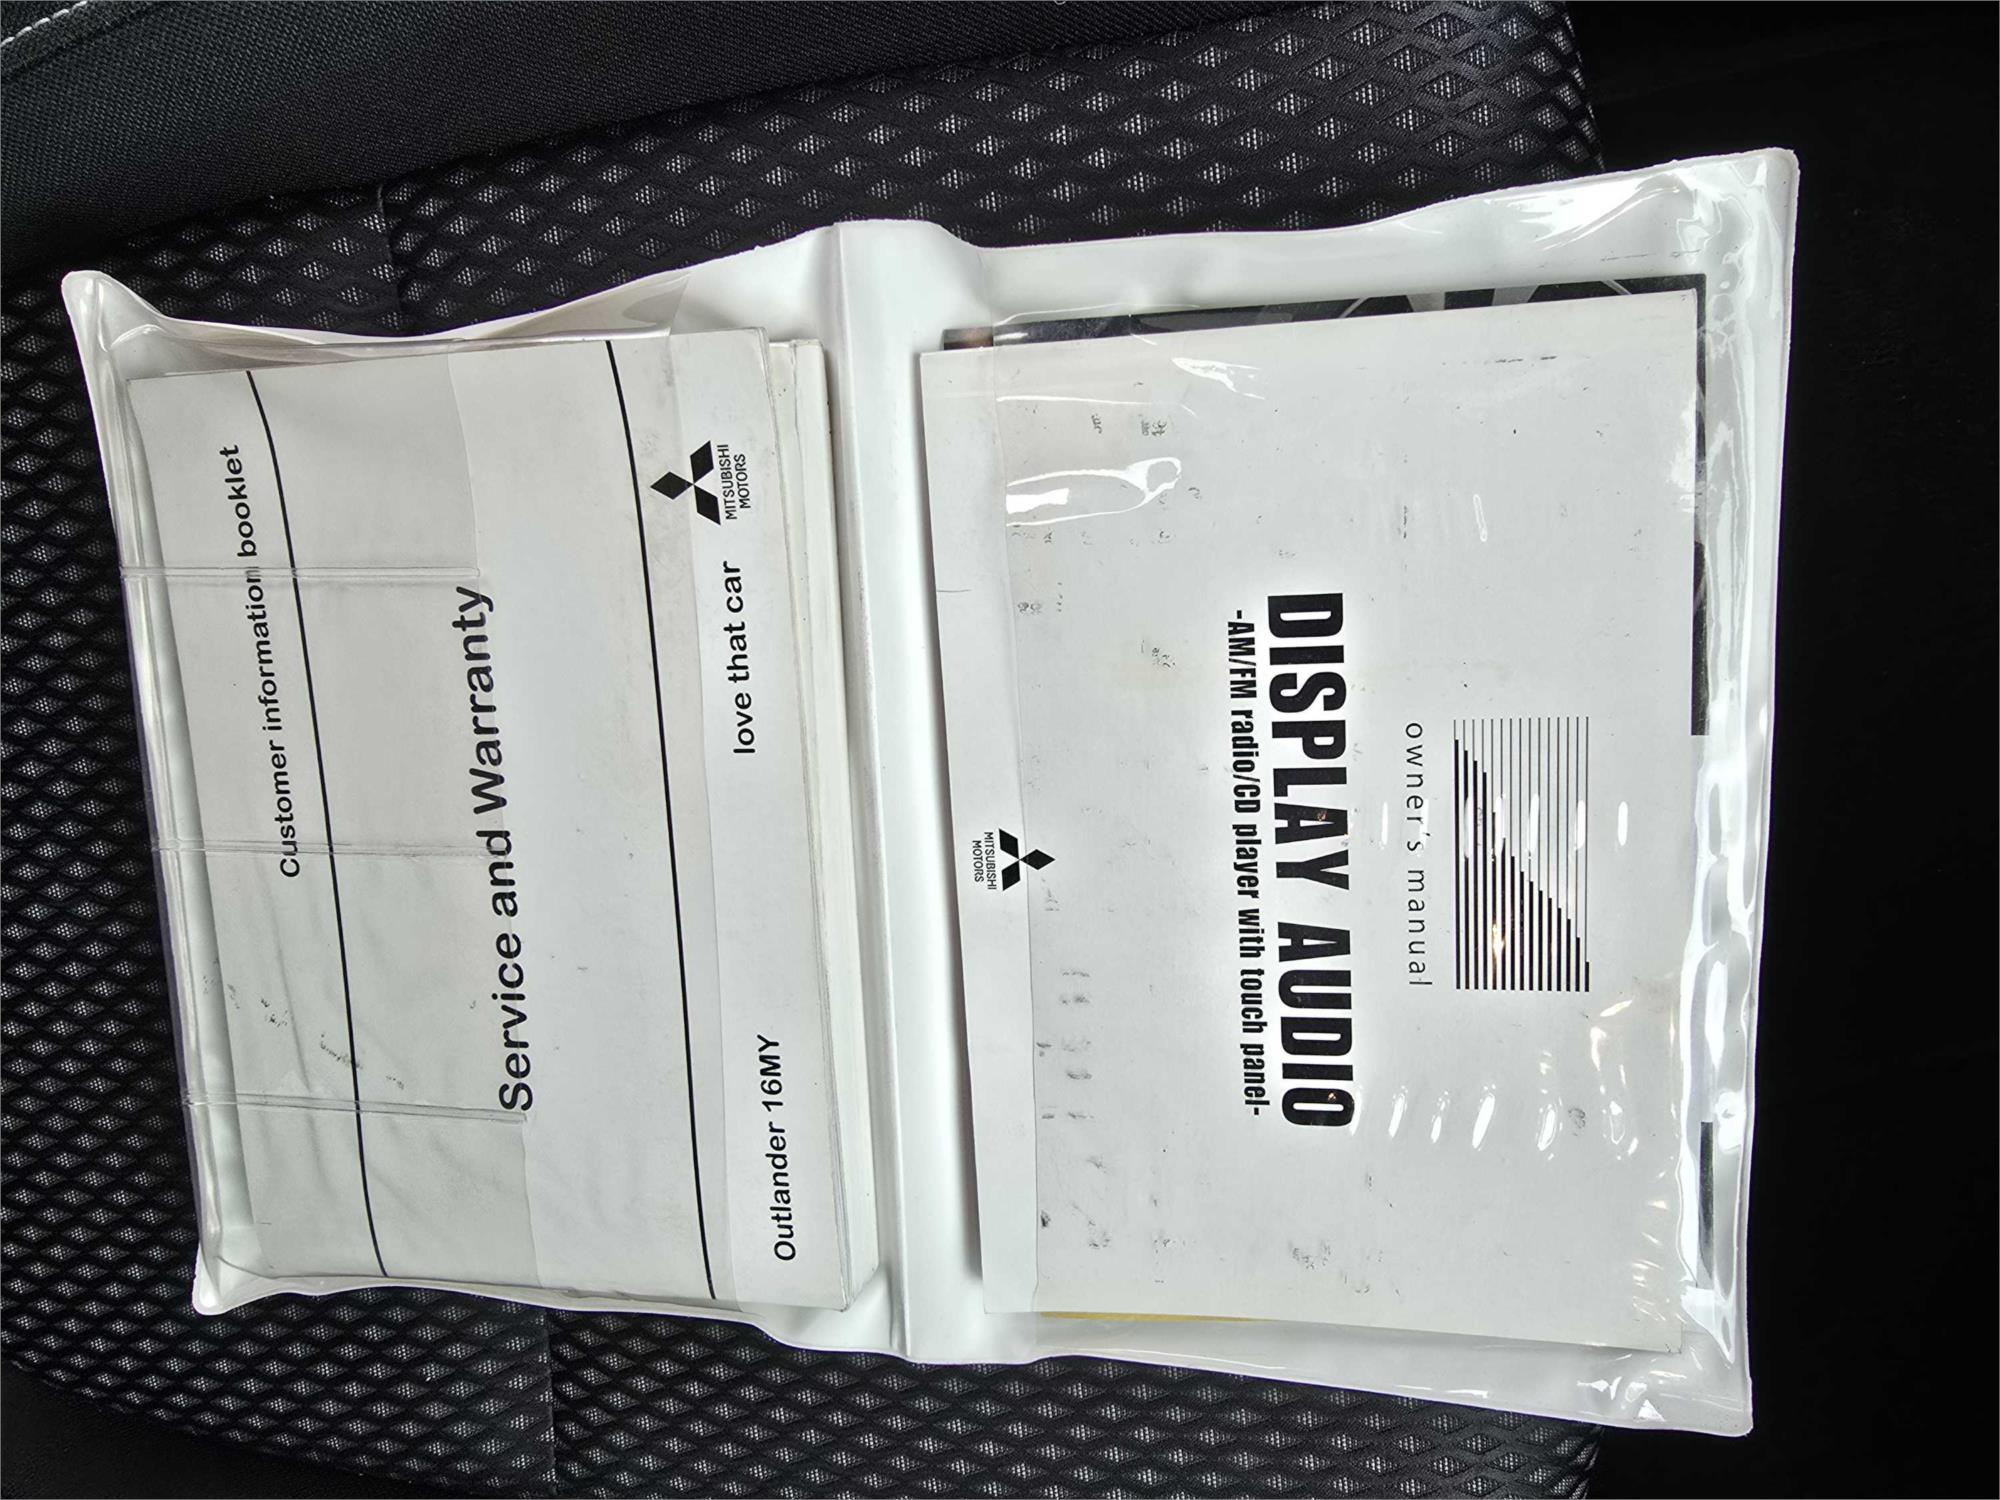 Customer information booklet
Service and Warranty
MITSUBISHI
MOTORS
love that car
Outlander 16MY
MITSUBISHI
MOTORS
DISPLAY AUDIO
-AM/FM radio/CD player with touch panel-
owner's manual